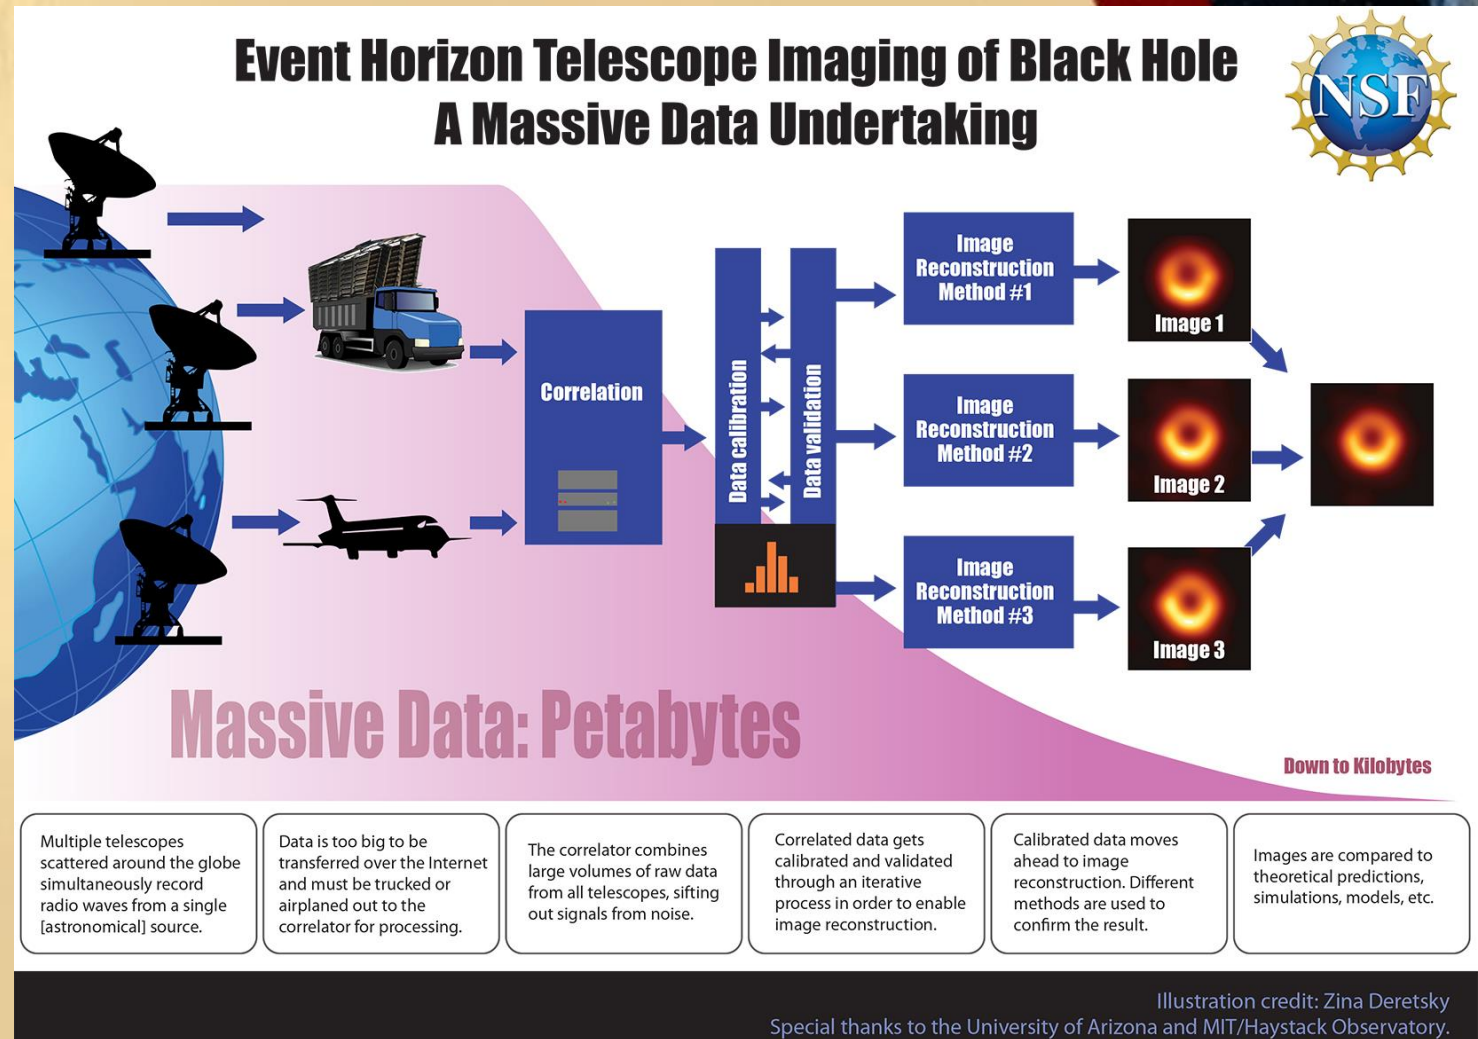 Event Horizon Telescope Imaging of Black Hole
A Massive Data Undertaking
NSF
Correlation
Data calibration
Data validation
Image
Reconstruction
Method #1
Image 1
Image
Reconstruction
Method #2
Image 2
Image
Reconstruction
Method #3
Image 3
Massive Data: Petabytes
Down to Kilobytes
Multiple telescopes
scattered around the globe
simultaneously record
radio waves from a single
[astronomical] source.
Data is too big to be
transferred over the Internet
and must be trucked or
airplaned out to the
correlator for processing.
The correlator combines
large volumes of raw data
from all telescopes, sifting
out signals from noise.
Correlated data gets
calibrated and validated
through an iterative
process in order to enable
image reconstruction.
Calibrated data moves
ahead to image
reconstruction. Different
methods are used to
confirm the result.
Images are compared to
theoretical predictions,
simulations, models, etc.
Illustration credit: Zina Deretsky
Special thanks to the University of Arizona and MIT/Haystack Observatory.